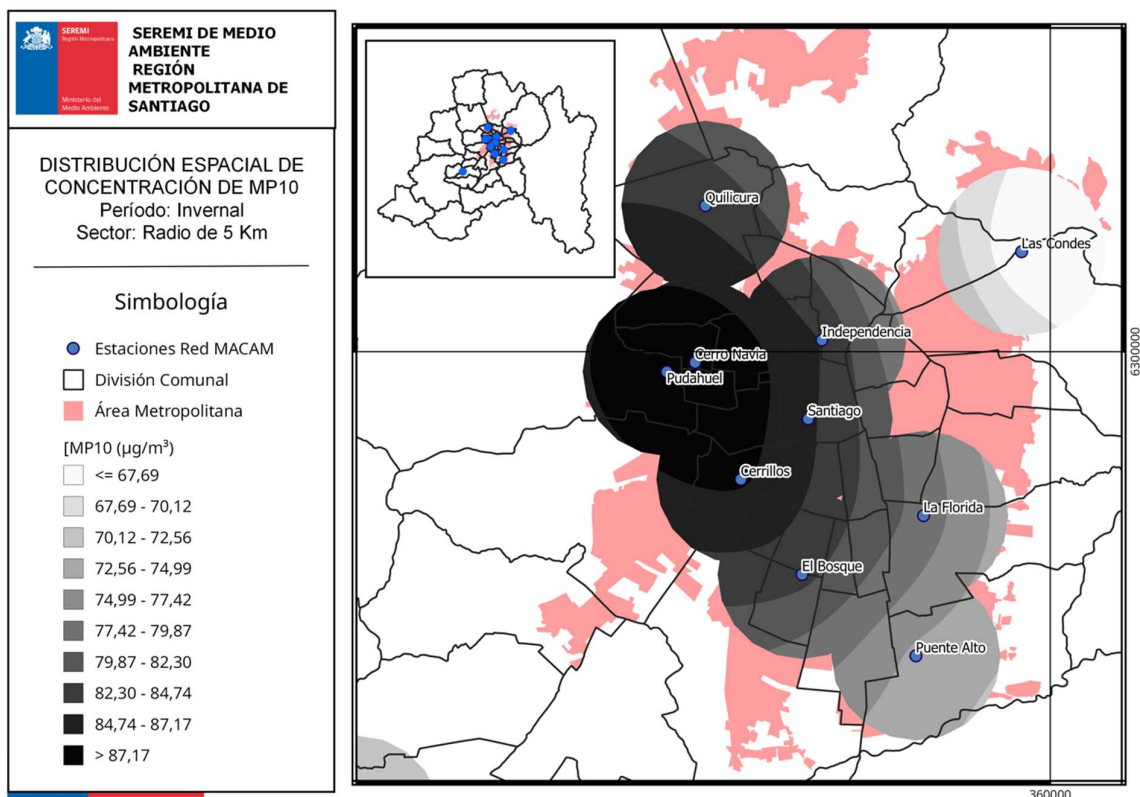 SEREMI
Región Metropolitana
Ministerio del
Medio Ambiente
SEREMI DE MEDIO
AMBIENTE
REGIÓN
METROPOLITANA DE
SANTIAGO
DISTRIBUCIÓN ESPACIAL DE
CONCENTRACIÓN DE MP10
Período: Invernal
Sector: Radio de 5 Km
Simbología
Estaciones Red MACAM
División Comunal
Área Metropolitana
[MP10 (µg/m³)
<= 67,69
67,69 - 70,12
70,12 - 72,56
72,56 - 74,99
74,99 - 77,42
77,42 - 79,87
79,87 - 82,30
82,30 - 84,74
84,74 - 87,17
> 87,17
Quilicura
Las Condes
Independencia
Cerro Navia
Pudahuel
Santiago
Cerrillos
La Florida
El Bosque
Puente Alto
6300000
360000